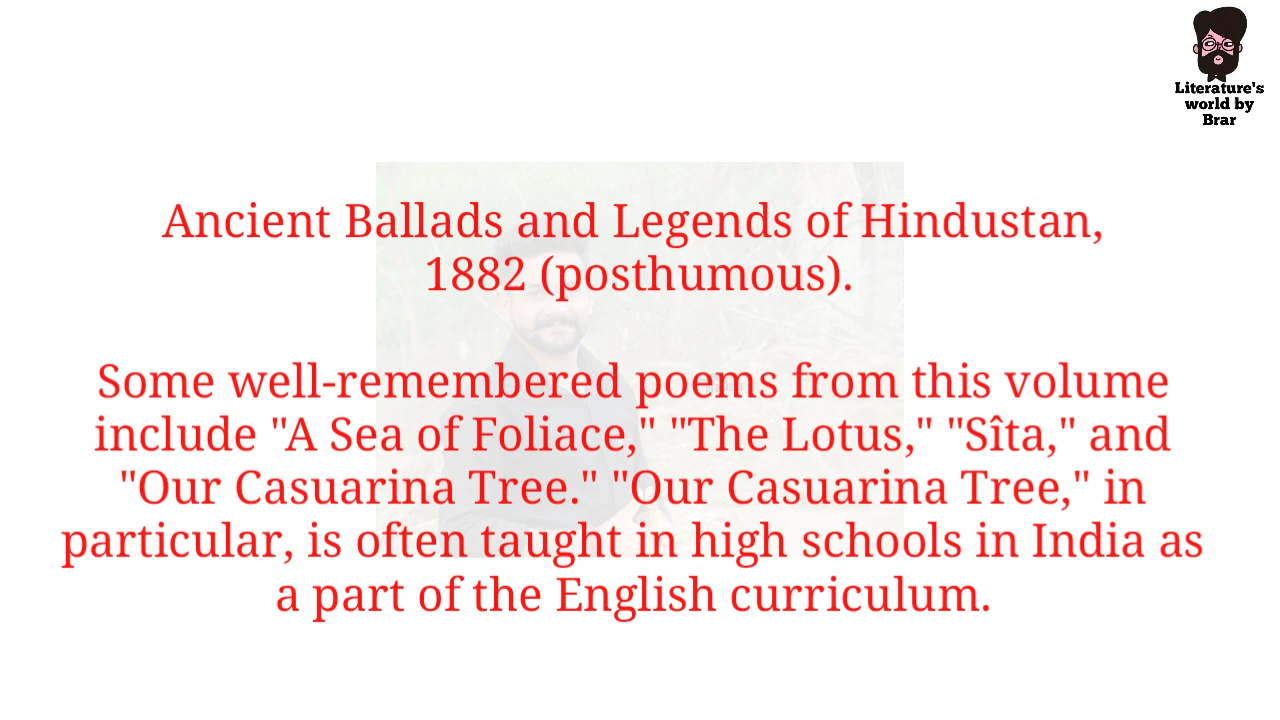 Literature's
world by
Brar
Ancient Ballads and Legends of Hindustan,
1882 (posthumous).
Some well-remembered poems from this volume
include "A Sea of Foliace," "The Lotus," "Sîta," and
"Our Casuarina Tree." "Our Casuarina Tree," in
particular, is often taught in high schools in India as
a part of the English curriculum.